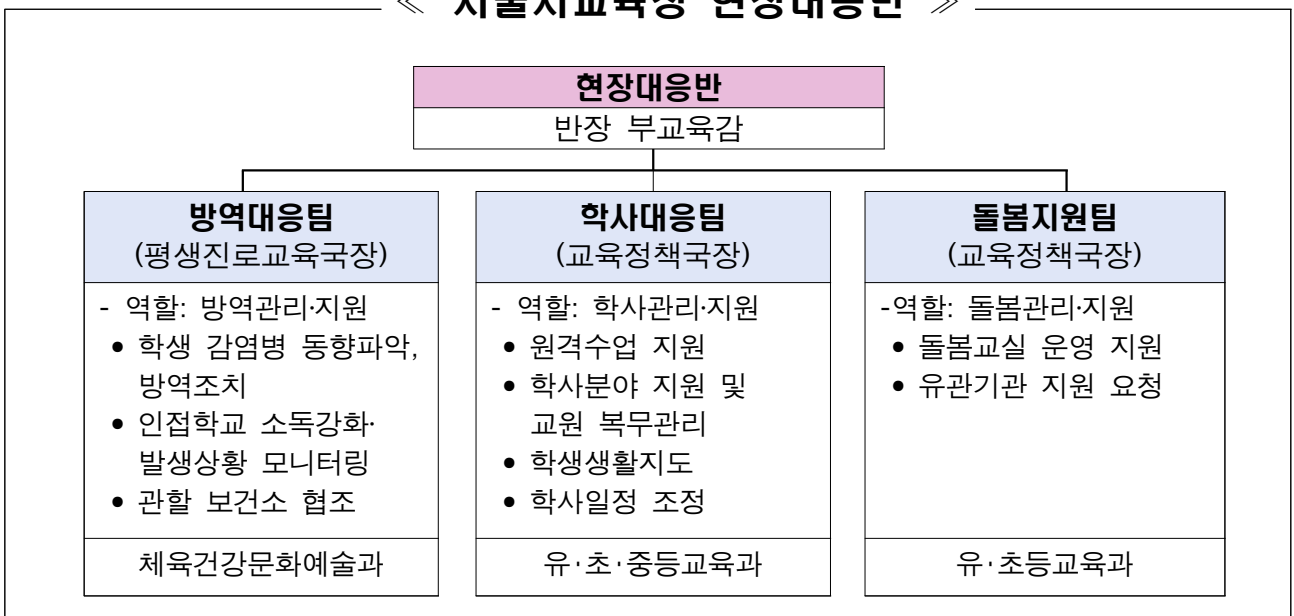 현장대응반
반장 부교육감
방역대응팀
(평생진로교육국장)
- 역할: 방역관리·지원
• 학생 감염병 동향파악,
방역조치
• 인접학교 소독강화·
발생상황 모니터링
• 관할 보건소 협조
체육건강문화예술과
학사대응팀
(교육정책국장)
- 역할: 학사관리·지원
• 원격수업 지원
• 학사분야 지원 및
교원 복무관리
• 학생생활지도
• 학사일정 조정
유·초·중등교육과
돌봄지원팀
(교육정책국장)
-역할: 돌봄관리·지원
• 돌봄교실 운영 지원
• 유관기관 지원 요청
유·초등교육과